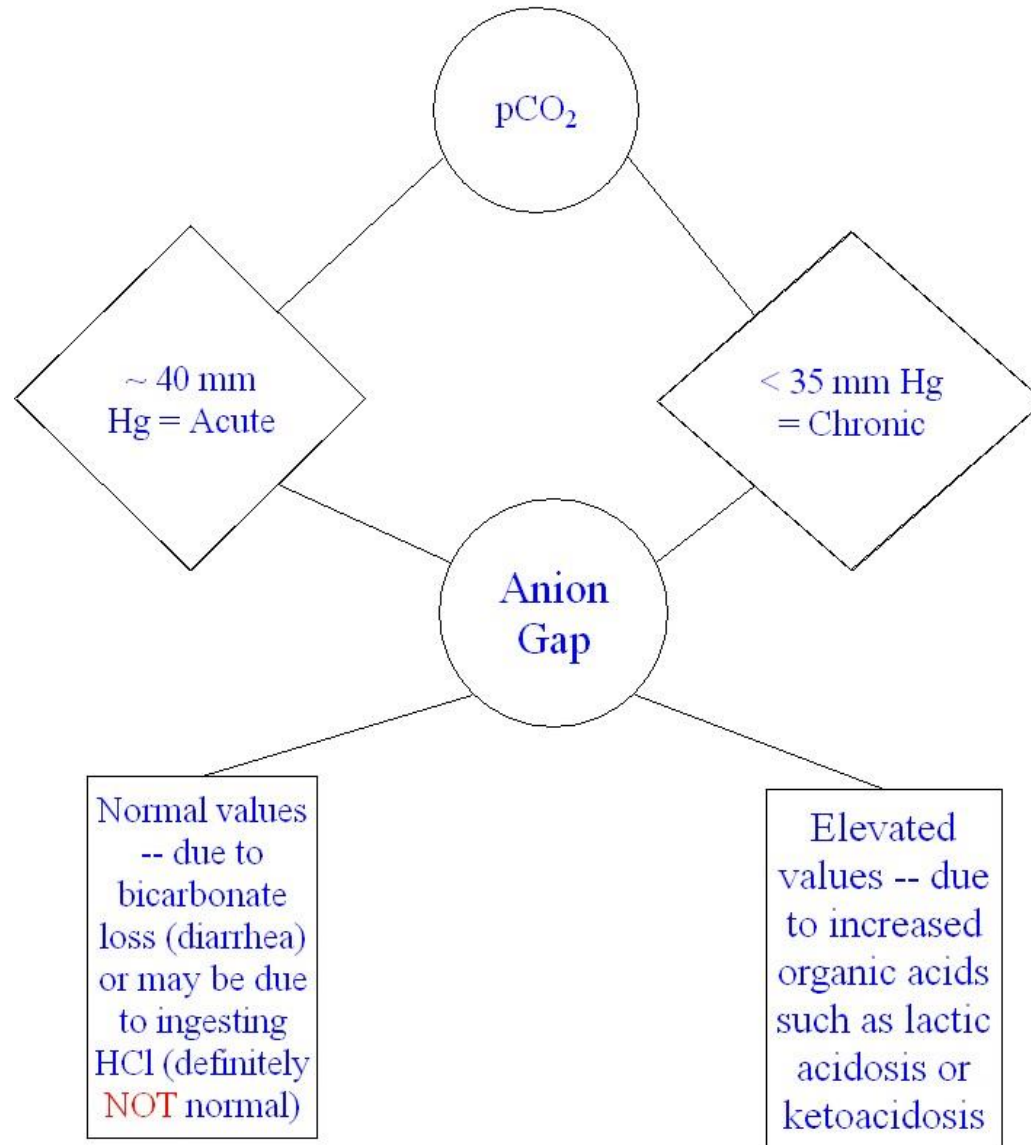 pCO₂
~ 40 mm
Hg = Acute
< 35 mm Hg
= Chronic
Anion
Gap
Normal values
-- due to
bicarbonate
loss (diarrhea)
or may be due
to ingesting
HCl (definitely
NOT normal)
Elevated
values -- due
to increased
organic acids
such as lactic
acidosis or
ketoacidosis